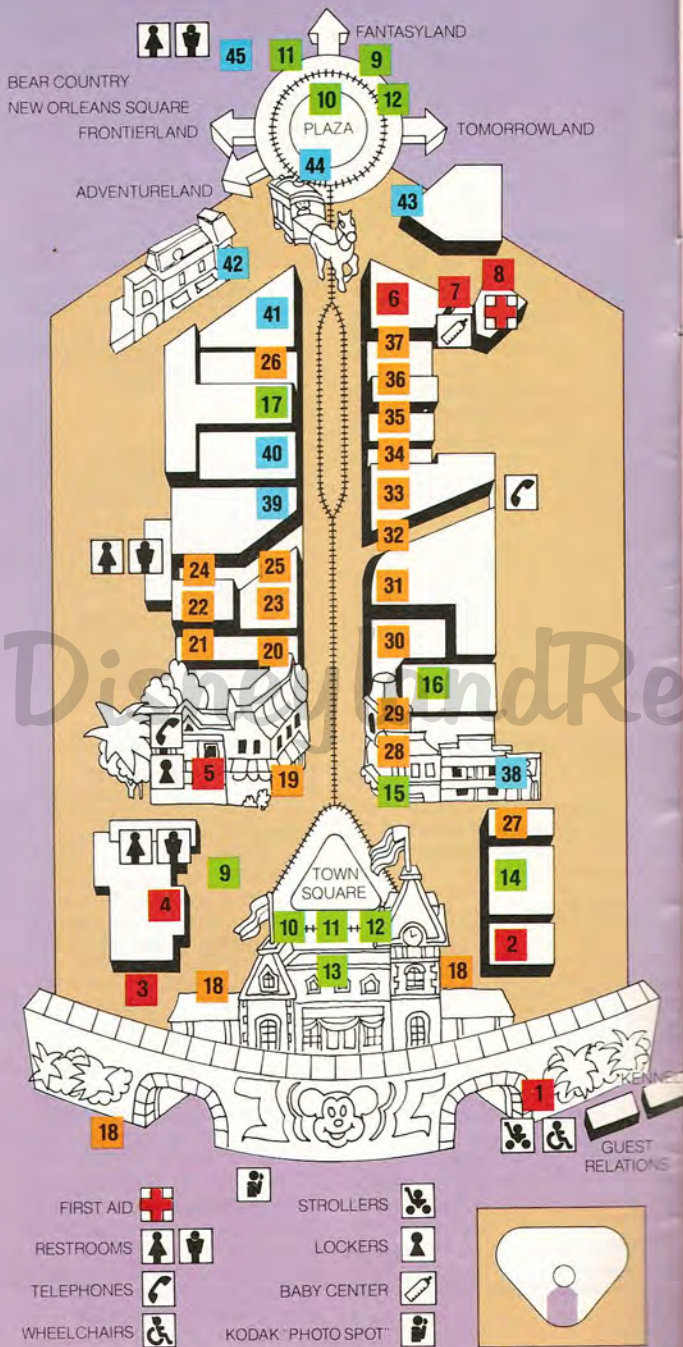 FANTASYLAND
45 11 9
BEAR COUNTRY
NEW ORLEANS SQUARE
10 12
FRONTIERLAND
PLAZA
TOMORROWLAND
44
ADVENTURELAND
43
42
8
7
6
41
37
26
36
17
35
34
40
33
39
32
25
24
31
23
22
30
21 20
16
DisneylandRe
29
28
5 19
38
15
27
TOWN
SQUARE
9
14
4
10 11 12
2
13
3 18 18
1
KENNE
18
GUEST
RELATIONS
FIRST AID
STROLLERS
RESTROOMS
LOCKERS
TELEPHONES
BABY CENTER
WHEELCHAIRS
KODAK "PHOTO SPOT"